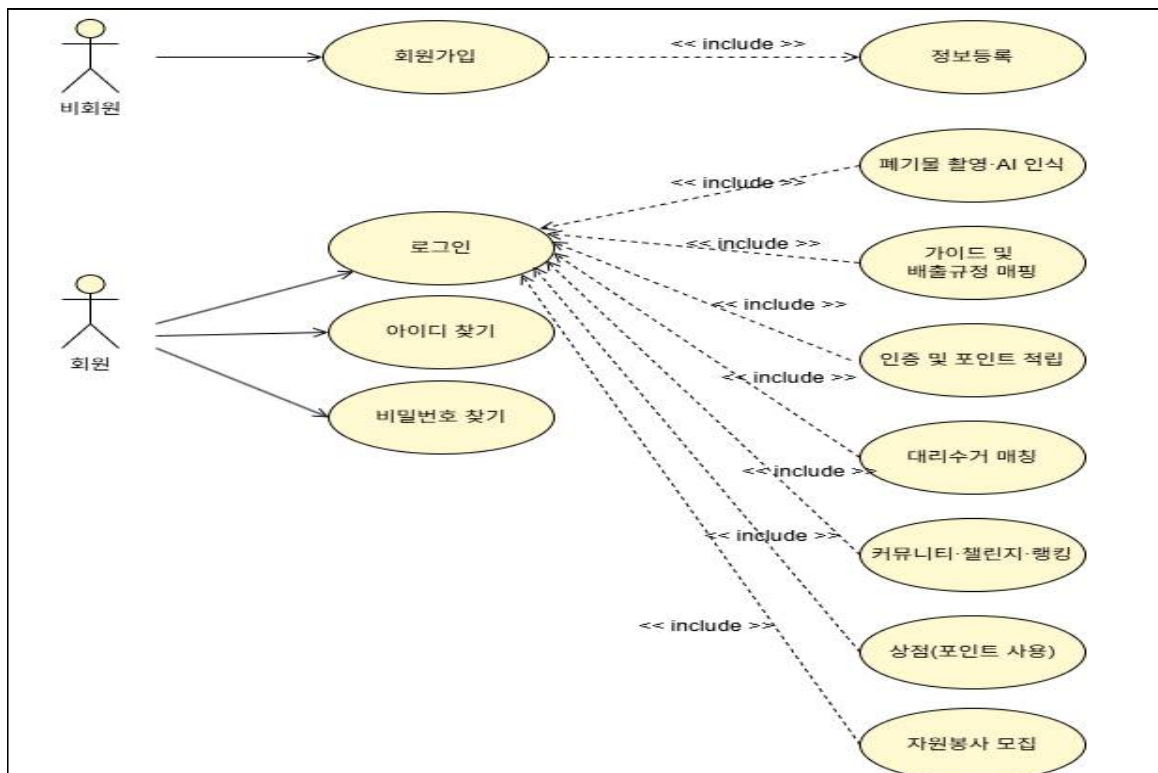 회원가입
<< include >>
정보등록
비회원
폐기물 촬영·AI 인식
<< include >>
로그인
<< include >>
가이드 및
배출규정 매핑
회원
아이디 찾기
<< include >>
인증 및 포인트 적립
<< include >>
비밀번호 찾기
대리수거 매칭
<< include >>
<< include >>
커뮤니티·챌린지·랭킹
<< include >>
상점(포인트 사용)
자원봉사 모집